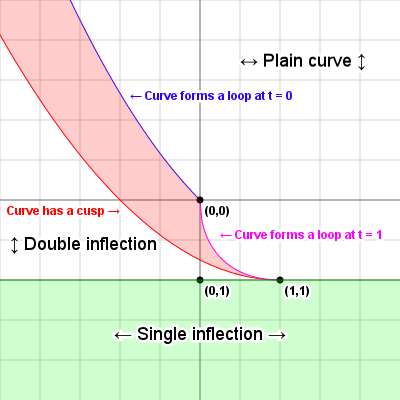 ↔ Plain curve ↕
← Curve forms a loop at t = 0
Curve has a cusp →
(0,0)
← Curve forms a loop at t = 1
↕ Double inflection
(0,1)
(1,1)
← Single inflection →